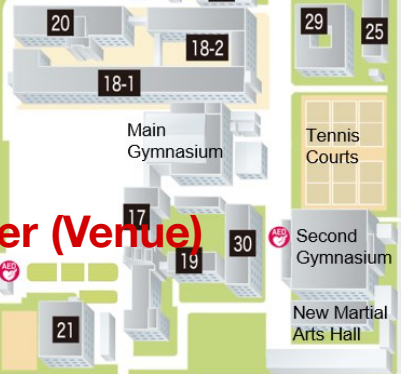 20
29
25
18-2
18-1
Main
Gymnasium
Tennis
Courts
17
er (Venue)
19
30
AED
Second
Gymnasium
AED
21
New Martial
Arts Hall